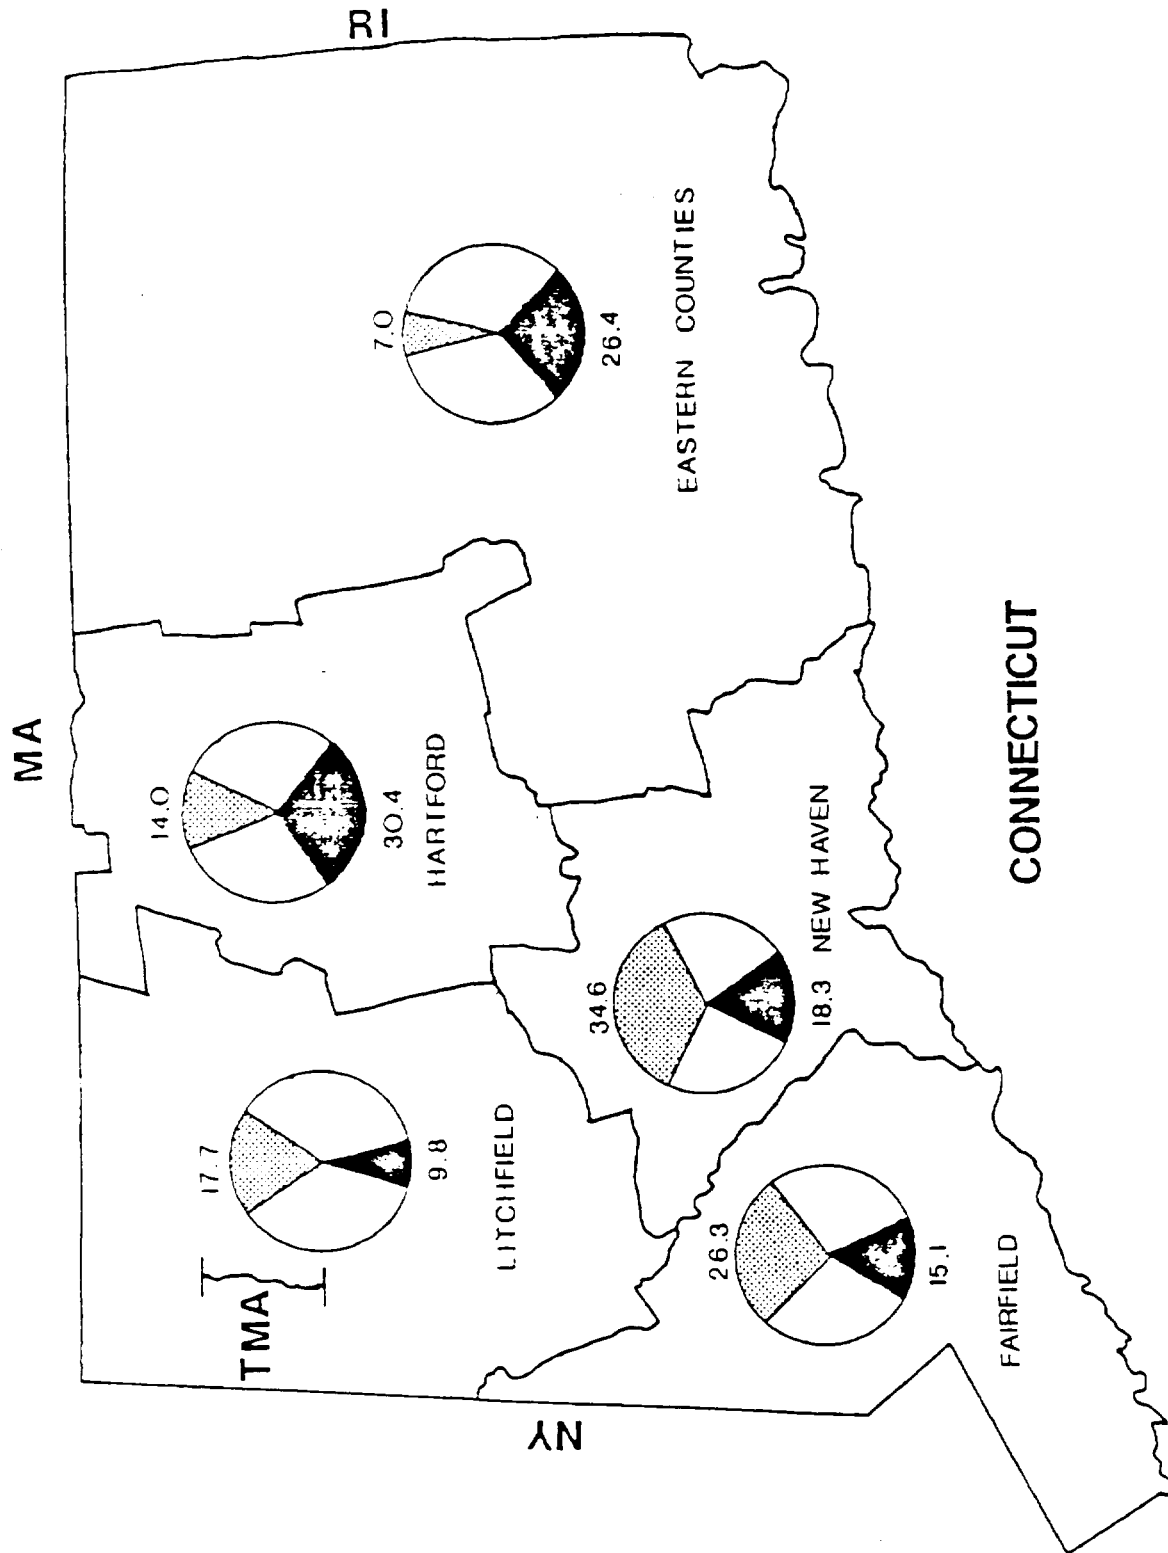 MA
RI
NY
TMA
17.7
9.8
LITCHFIELD
14.0
30.4
HARTFORD
7.0
26.4
EASTERN COUNTIES
34.6
18.3 NEW HAVEN
26.3
15.1
FAIRFIELD
CONNECTICUT